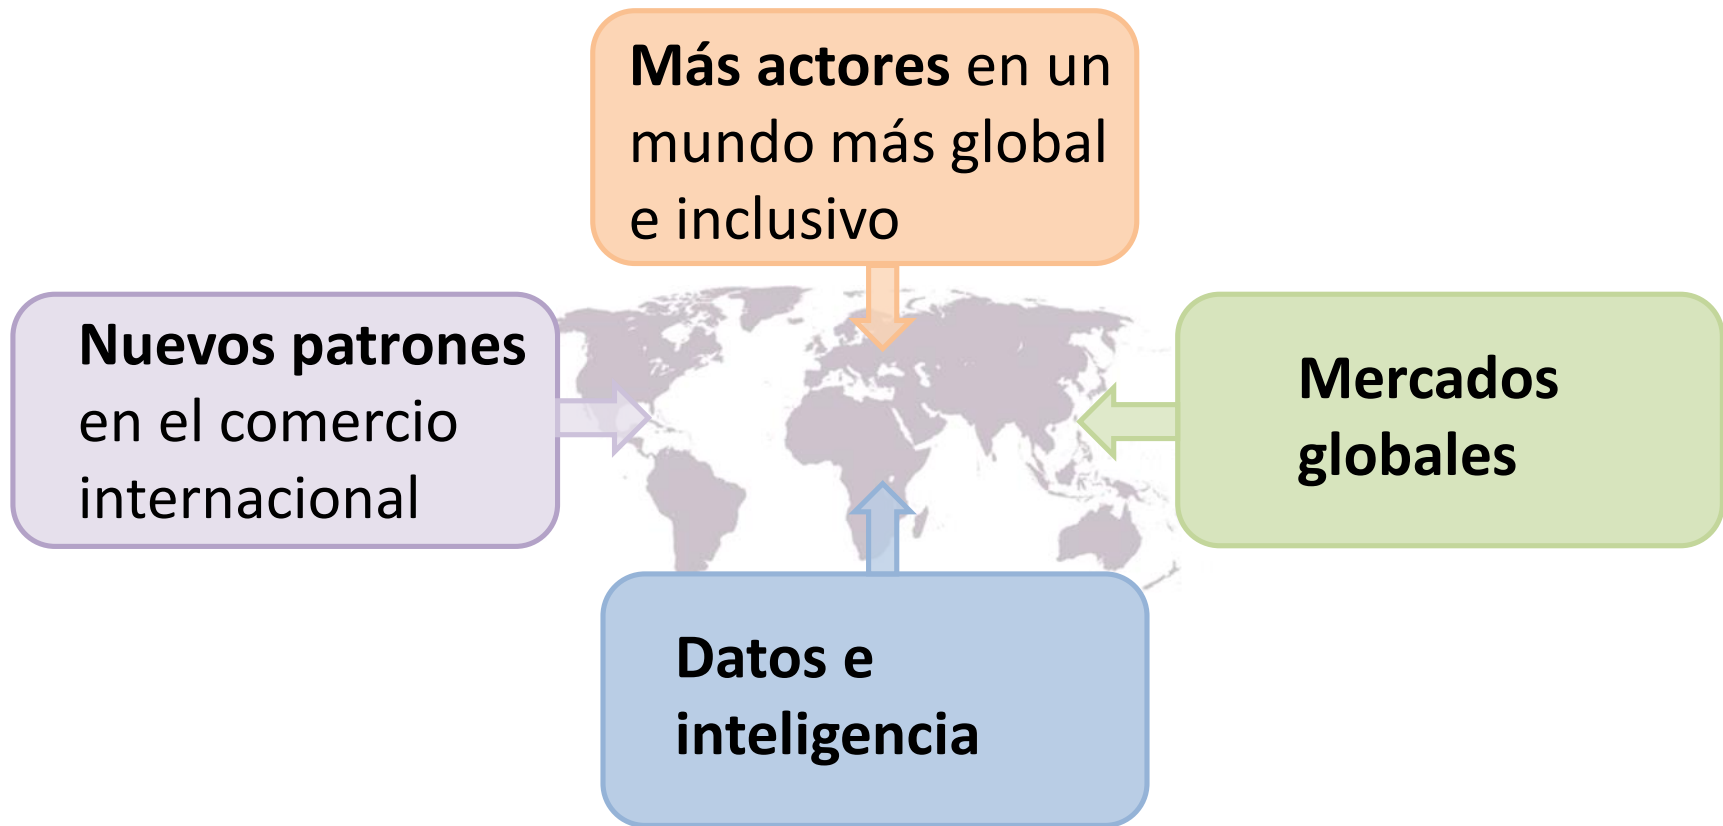 Más actores en un
mundo más global
e inclusivo
Nuevos patrones
en el comercio
internacional
Mercados
globales
Datos e
inteligencia